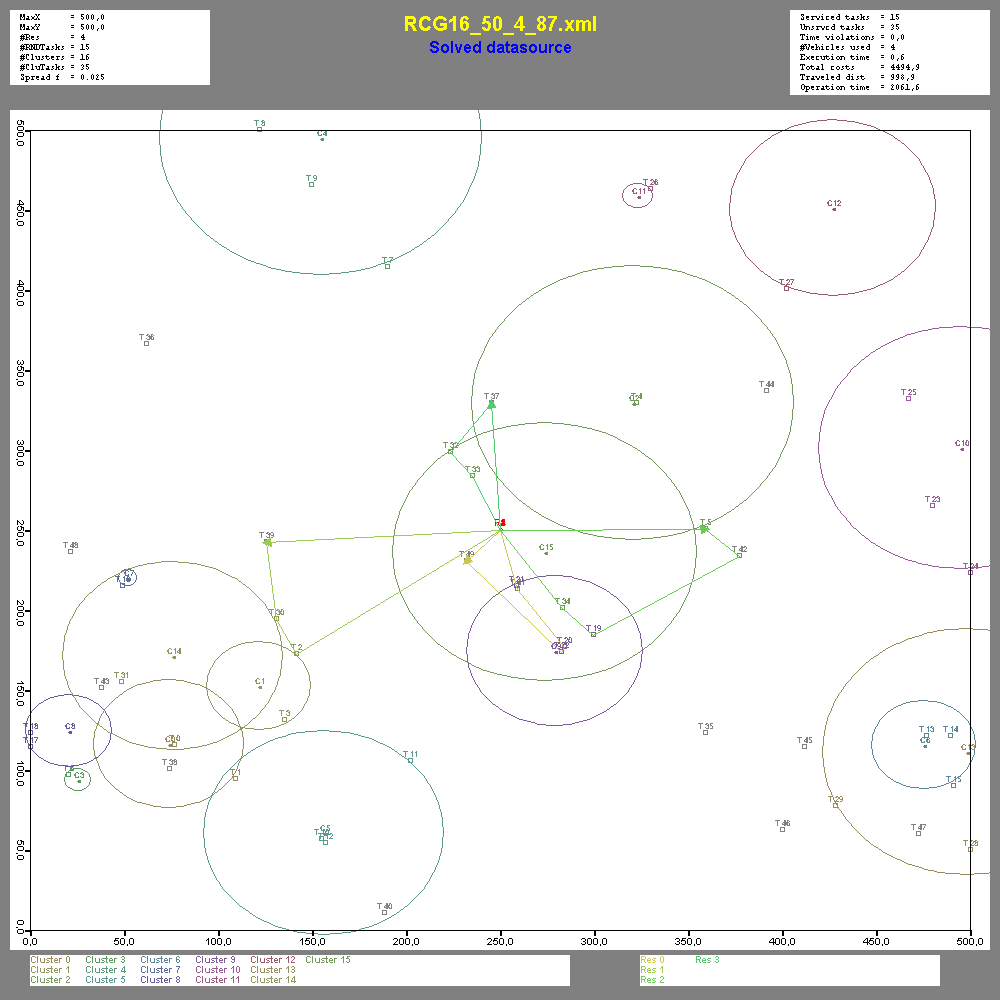 MaxX = 500,0
MaxY = 500,0
#Res = 4
#RNDTasks = 15
#Clusters = 16
#CluTasks = 35
Spread f = 0.025
RCG16_50_4_87.xml
Solved datasource
Serviced tasks = 15
Unsrvcd tasks = 35
Time violations = 0,0
#Vehicles used = 4
Execution time = 0,6
Total costs = 4494,9
Traveled dist = 998,9
Operation time = 2061,6
500,0
450,0
400,0
350,0
300,0
250,0
200,0
150,0
100,0
50,0
0,0
T 8
C4
T 9
T 7
T 26
C11
C12
T 27
T 36
T 37
T 44
T 25
C10
T 23
T 24
T 32
T 33
T 5
T 42
C15
T 39
T 48
C7
T 30
T 2
T 34
T 19
T 20
C14
T 43
T 31
C1
T 3
T 18
C8
T 17
C3
T 38
T 1
T 11
C5
T 40
T 35
T 45
T 46
T 13
T 14
C6
C13
T 15
T 29
T 47
T 28
0,0 50,0 100,0 150,0 200,0 250,0 300,0 350,0 400,0 450,0 500,0
Cluster 0 Cluster 3 Cluster 6 Cluster 9 Cluster 12 Cluster 15
Cluster 1 Cluster 4 Cluster 7 Cluster 10 Cluster 13
Cluster 2 Cluster 5 Cluster 8 Cluster 11 Cluster 14
Res 0 Res 3
Res 1
Res 2